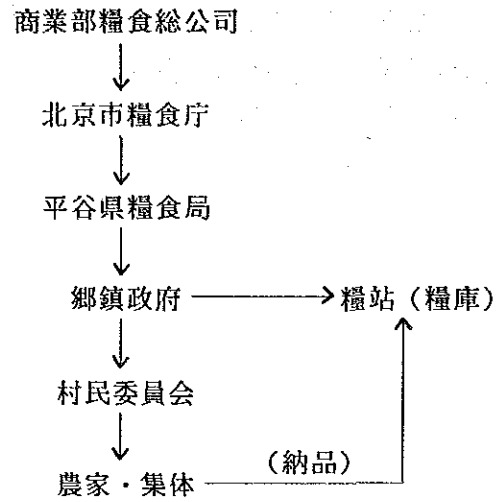 商業部糧食総公司
北京市糧食庁
平谷県糧食局
郷鎮政府 糧站（糧庫）
村民委員会
（納品）
農家・集体